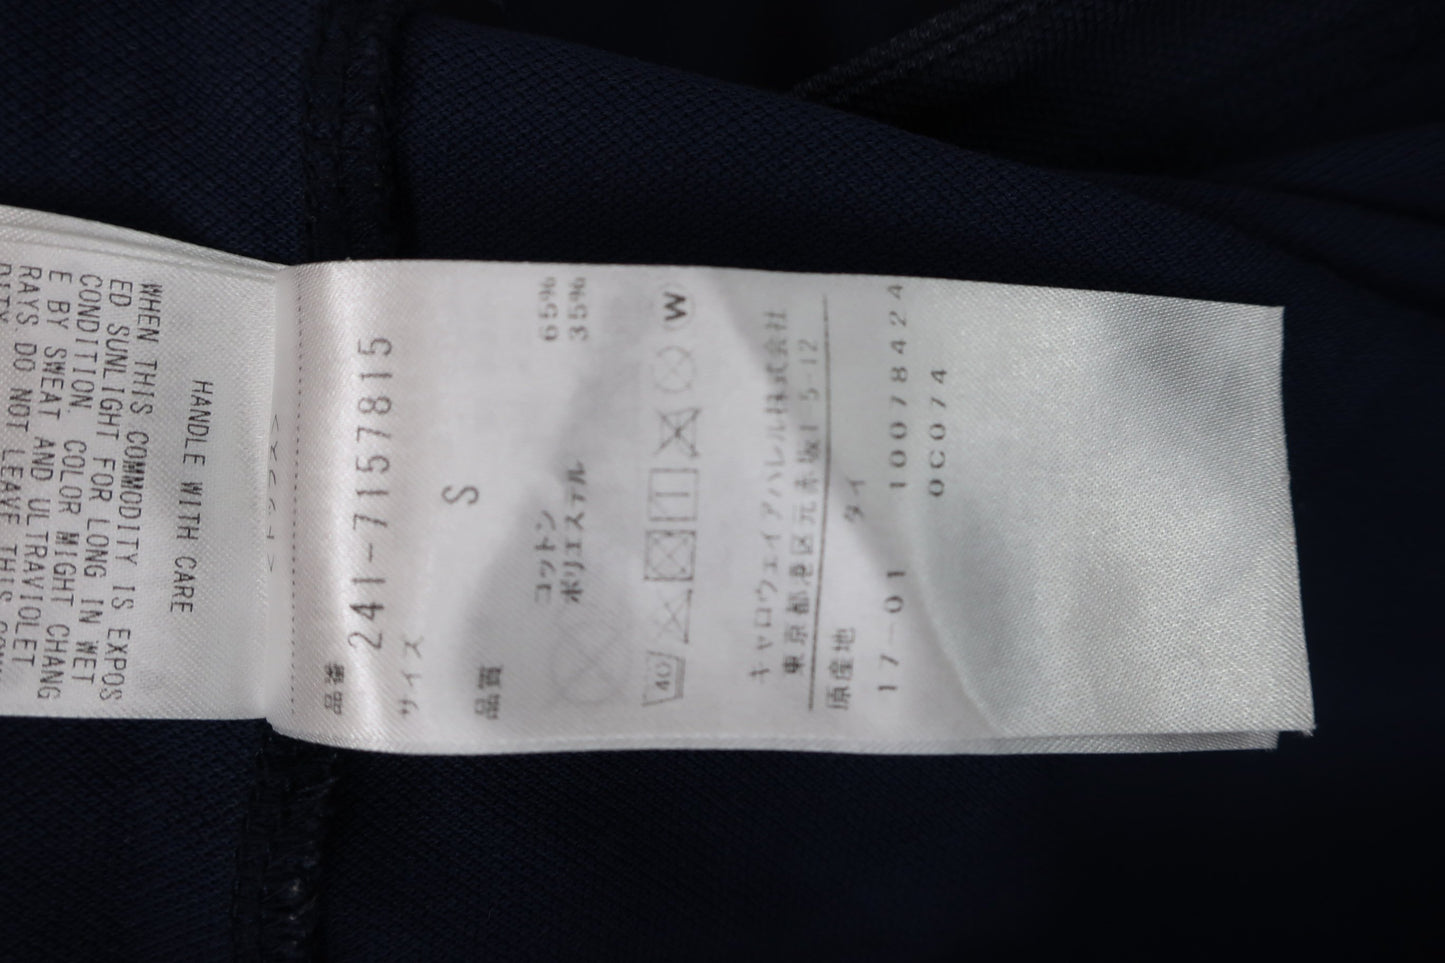 品番
241-7157815
サイズ
S
品質
コットン 65%
ポリエステル 35%
40
W
キャロウェイアパレル株式会社
東京都港区元赤坂1-5-12
原産地 タイ
17-01 10078424
0C074
HANDLE WITH CARE
WHEN THIS COMMODITY IS EXPOS
ED SUNLIGHT FOR LONG IN WET
CONDITION. COLOR MIGHT CHANG
E BY SWEAT AND ULTRAVIOLET
RAYS DO NOT LEAVE THIS